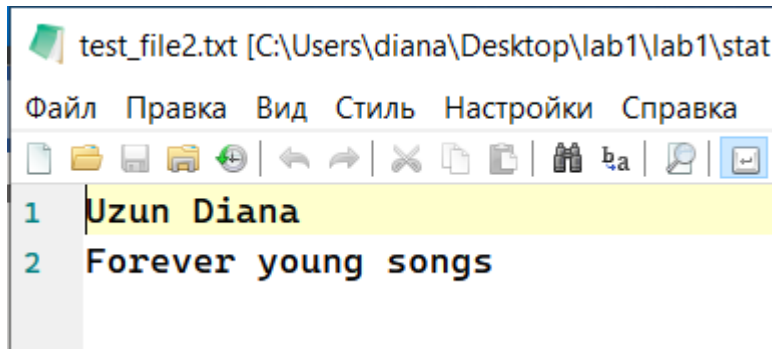 test_file2.txt [C:\Users\diana\Desktop\lab1\lab1\stat
Файл Правка Вид Стиль Настройки Справка
1 Uzun Diana
2 Forever young songs